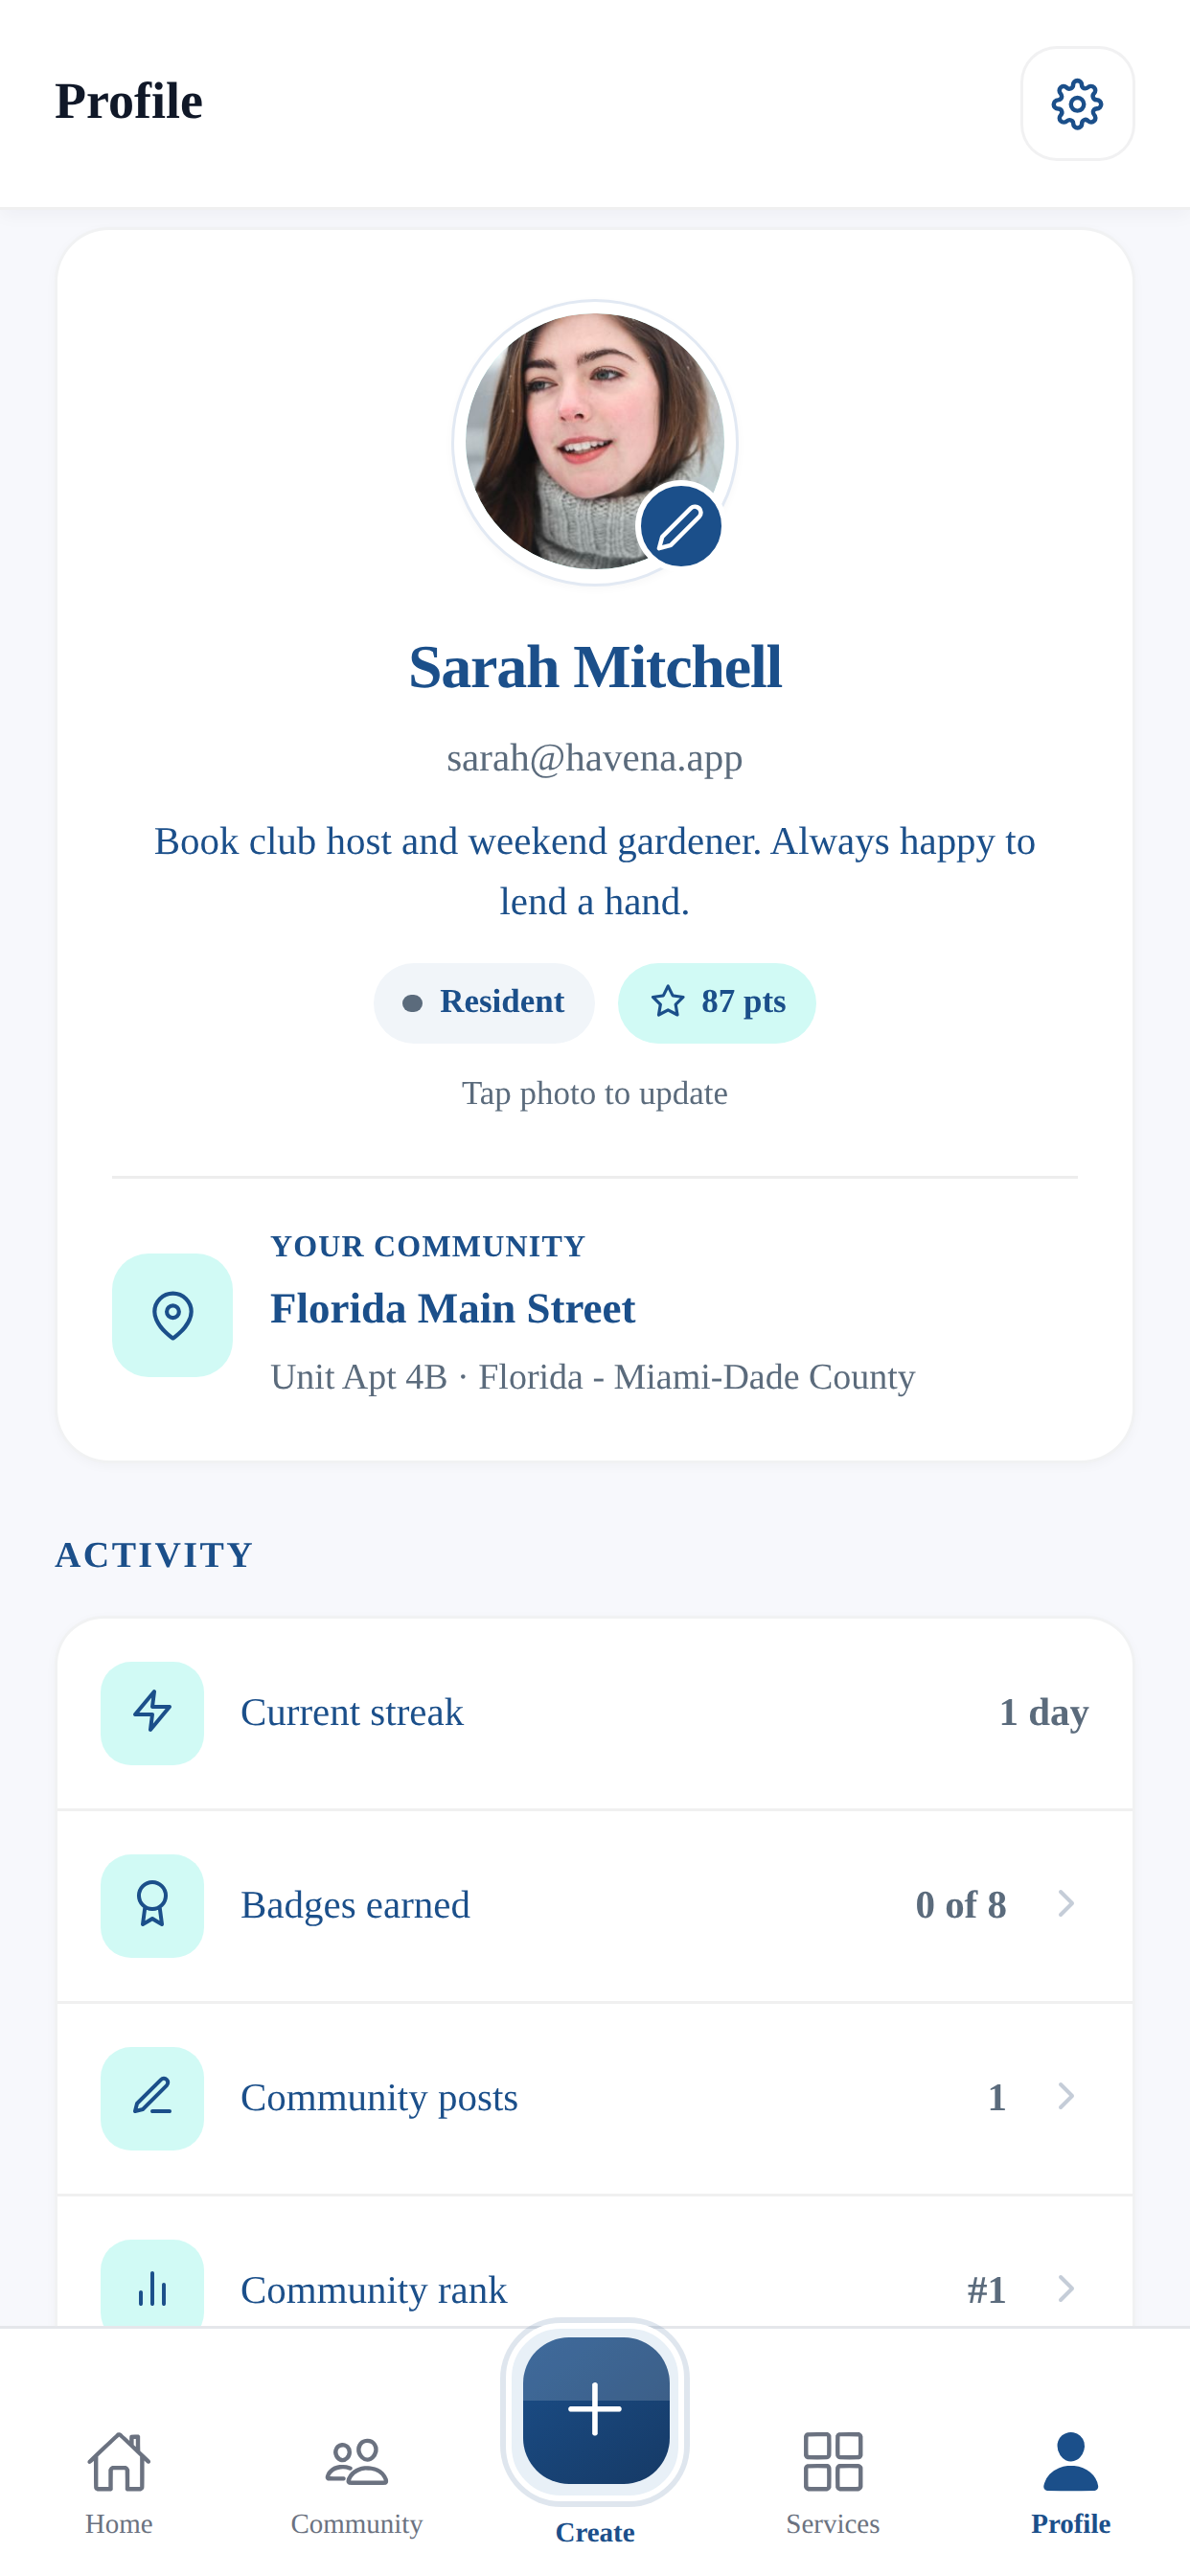 Profile
Sarah Mitchell
sarah@havena.app
Book club host and weekend gardener. Always happy to
lend a hand.
Resident
87 pts
Tap photo to update
YOUR COMMUNITY
Florida Main Street
Unit Apt 4B · Florida - Miami-Dade County
ACTIVITY
Current streak
1 day
Badges earned
0 of 8
Community posts
1
Community rank
#1
Home
Community
Create
Services
Profile